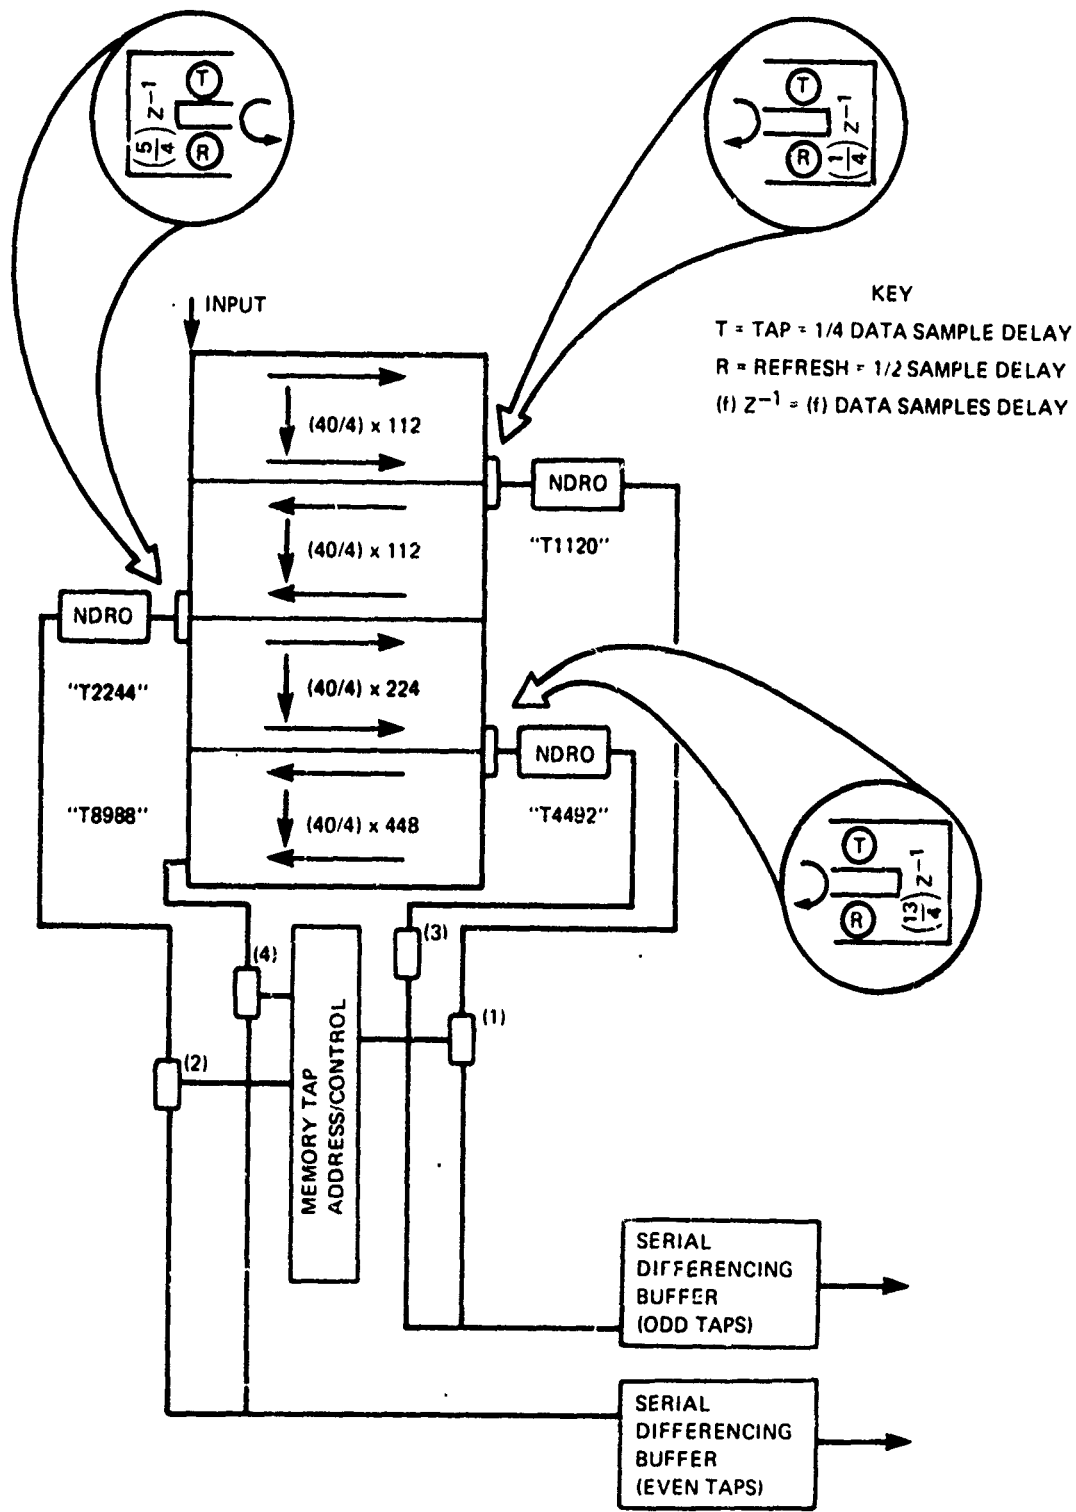 T
(5/4) Z⁻¹
R
T
(1/4) Z⁻¹
R
INPUT
KEY
T = TAP = 1/4 DATA SAMPLE DELAY
R = REFRESH = 1/2 SAMPLE DELAY
(f) Z⁻¹ = (f) DATA SAMPLES DELAY
(40/4) x 112
NDRO
"T1120"
(40/4) x 112
NDRO
"T2244"
(40/4) x 224
NDRO
"T4492"
"T8988"
(40/4) x 448
T
(13/4) Z⁻¹
R
(3)
(4)
(1)
(2)
MEMORY TAP
ADDRESS/CONTROL
SERIAL
DIFFERENCING
BUFFER
(ODD TAPS)
SERIAL
DIFFERENCING
BUFFER
(EVEN TAPS)